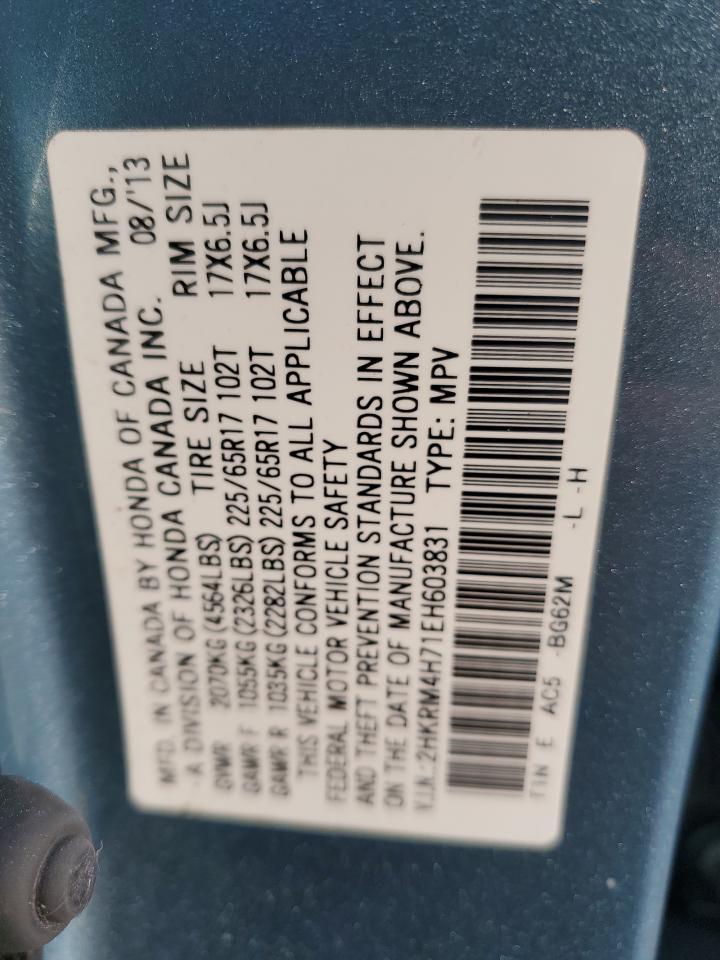 MFD. IN CANADA BY HONDA OF CANADA MFG.,
-A DIVISION OF HONDA CANADA INC. 08/'13
GVWR 2070KG (4564LBS) TIRE SIZE RIM SIZE
GAWR F 1055KG (2326LBS) 225/65R17 102T 17X6.5J
GAWR R 1035KG (2282LBS) 225/65R17 102T 17X6.5J
THIS VEHICLE CONFORMS TO ALL APPLICABLE
FEDERAL MOTOR VEHICLE SAFETY
AND THEFT PREVENTION STANDARDS IN EFFECT
ON THE DATE OF MANUFACTURE SHOWN ABOVE.
V.I.N.:2HKRM4H71EH603831 TYPE: MPV
TIN E AC5 -BG62M -L -H